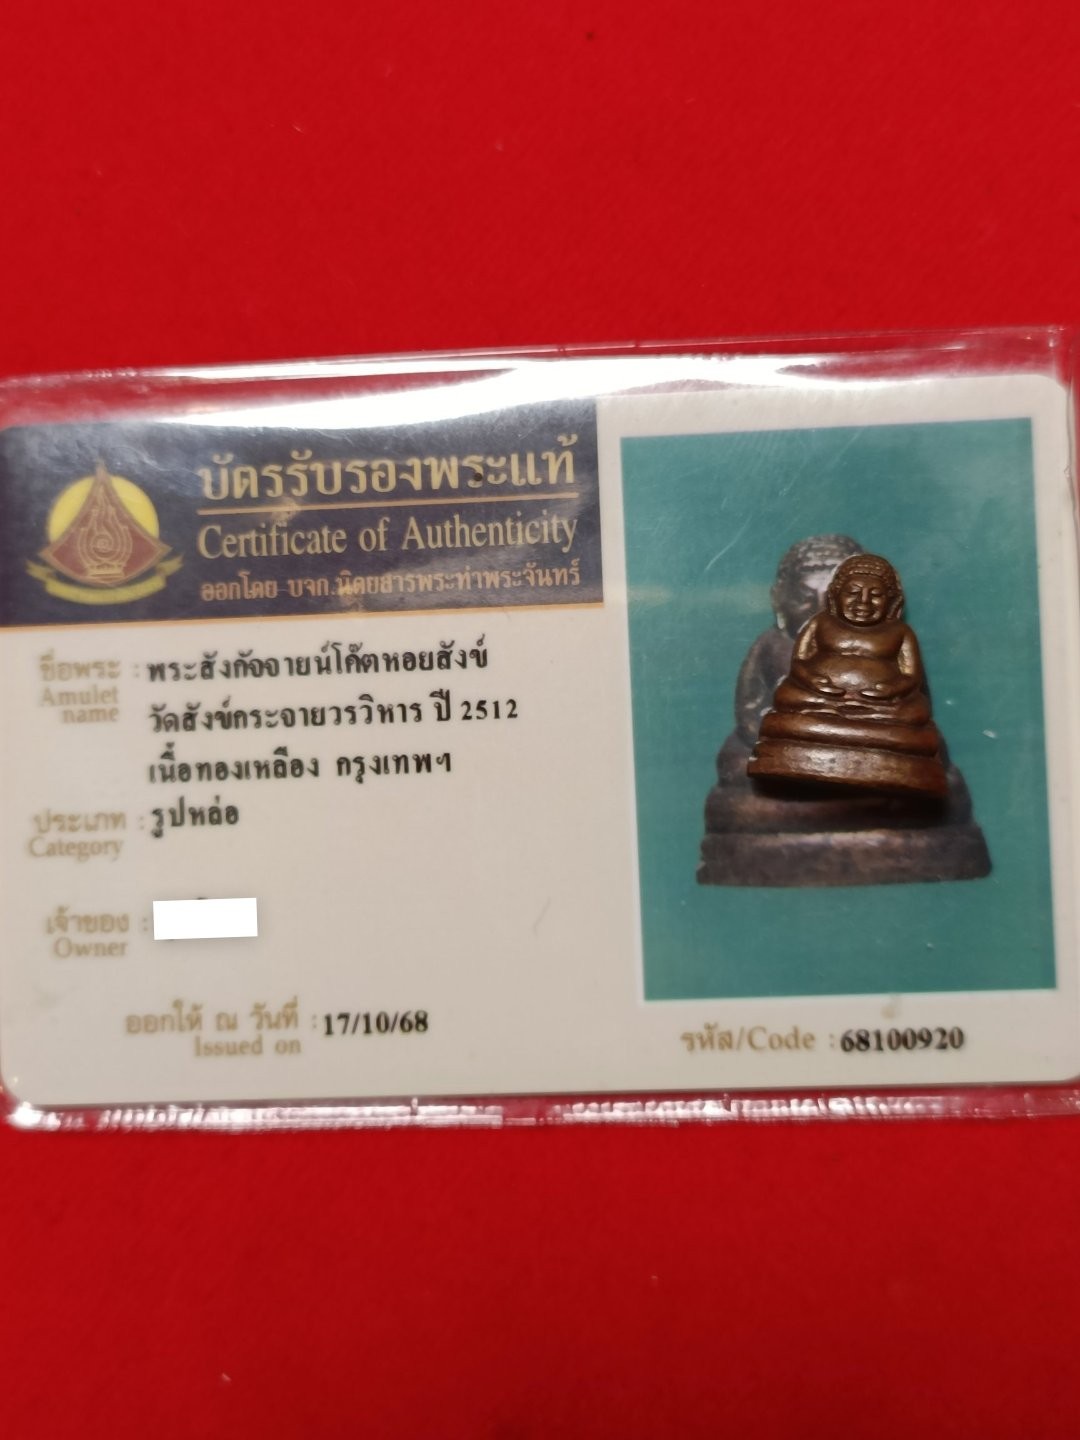 บัตรรับรองพระแท้
Certificate of Authenticity
ออกโดย บจก.นิตยสารพระท่าพระจันทร์
ชื่อพระ : พระสังกัจจายน์โค๊ตหอยสังข์
Amulet name
วัดสังข์กระจายวรวิหาร ปี 2512
เนื้อทองเหลือง กรุงเทพฯ
ประเภท : รูปหล่อ
Category
เจ้าของ :
Owner
ออกให้ ณ วันที่ : 17/10/68
Issued on
รหัส/Code : 68100920